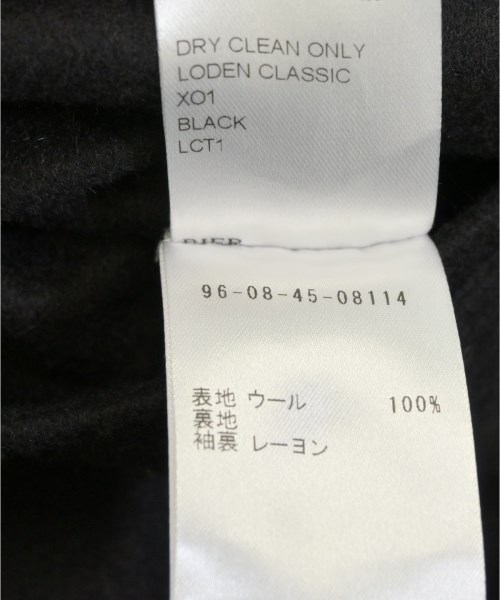 DRY CLEAN ONLY
LODEN CLASSIC
XO1
BLACK
LCT1
96-08-45-08114
表地 ウール 100%
裏地
袖裏 レーヨン